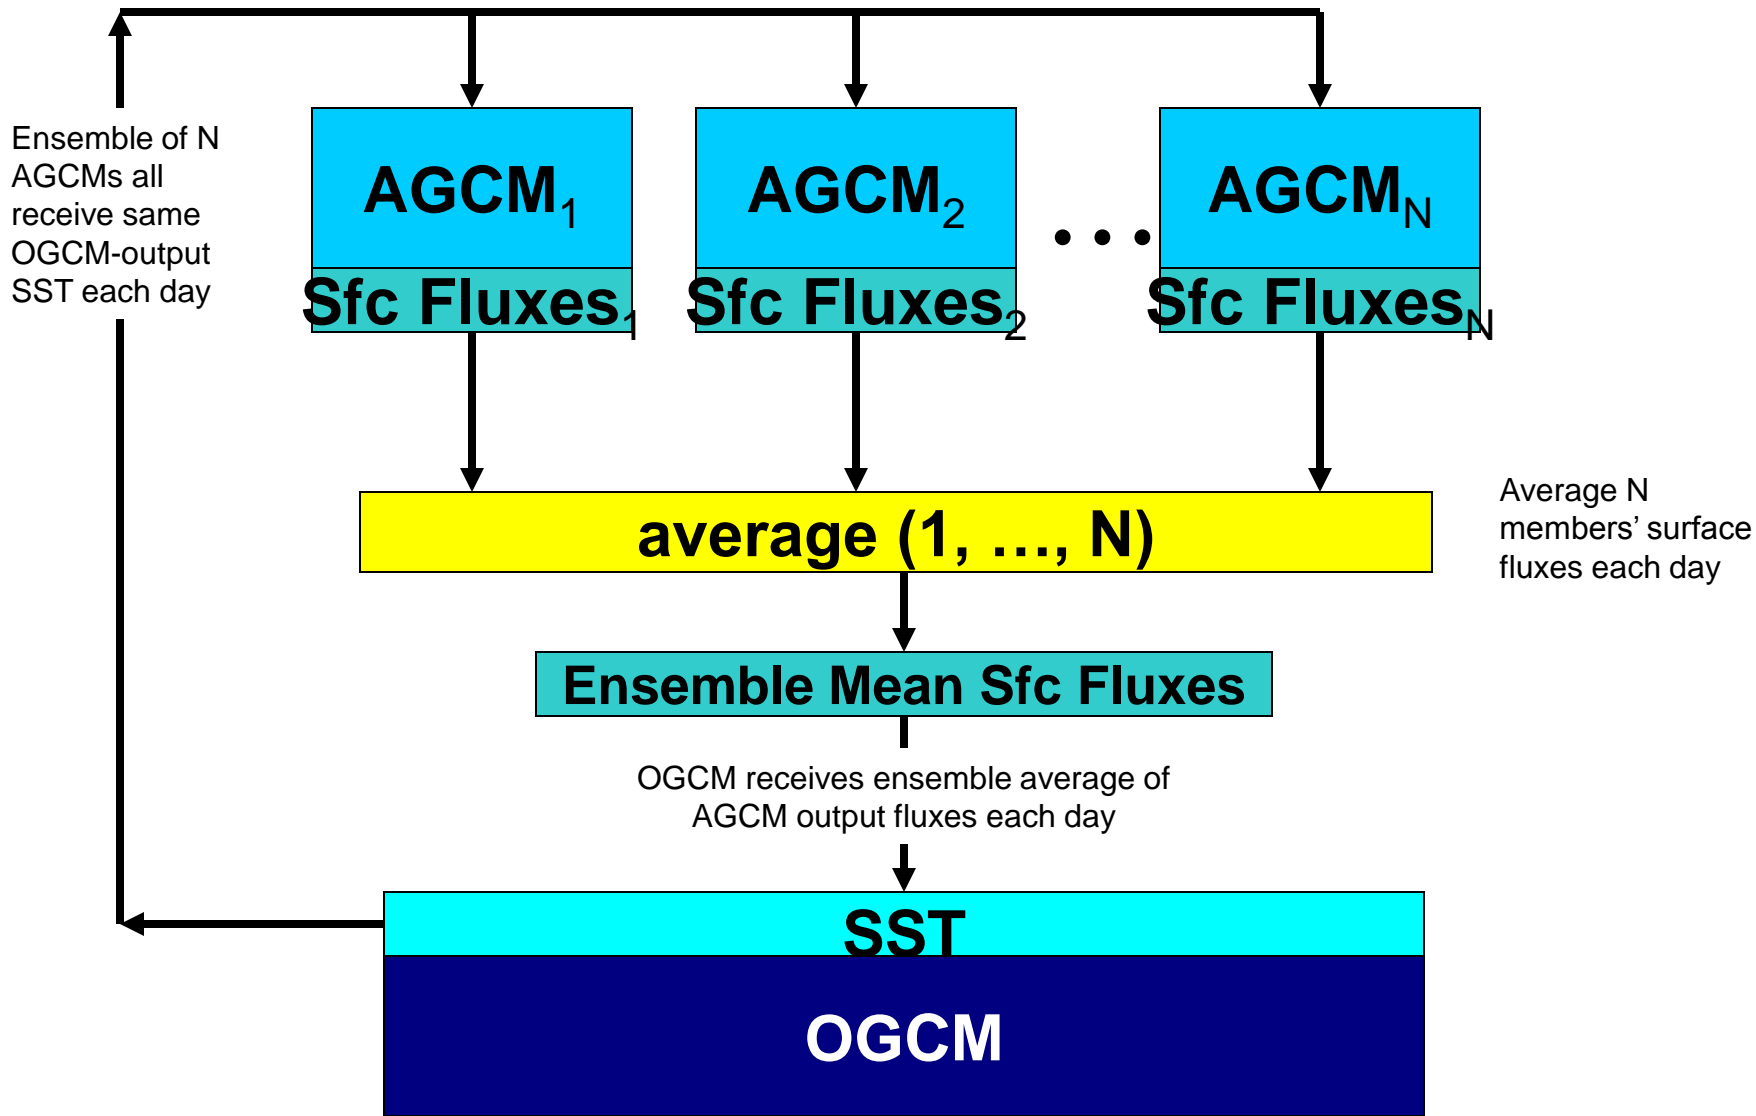 Ensemble of N
AGCMs all
receive same
OGCM-output
SST each day
AGCM1
AGCM2
• • •
AGCMN
Sfc Fluxes1
Sfc Fluxes2
Sfc FluxesN
average (1, …, N)
Average N
members’ surface
fluxes each day
Ensemble Mean Sfc Fluxes
OGCM receives ensemble average of
AGCM output fluxes each day
SST
OGCM